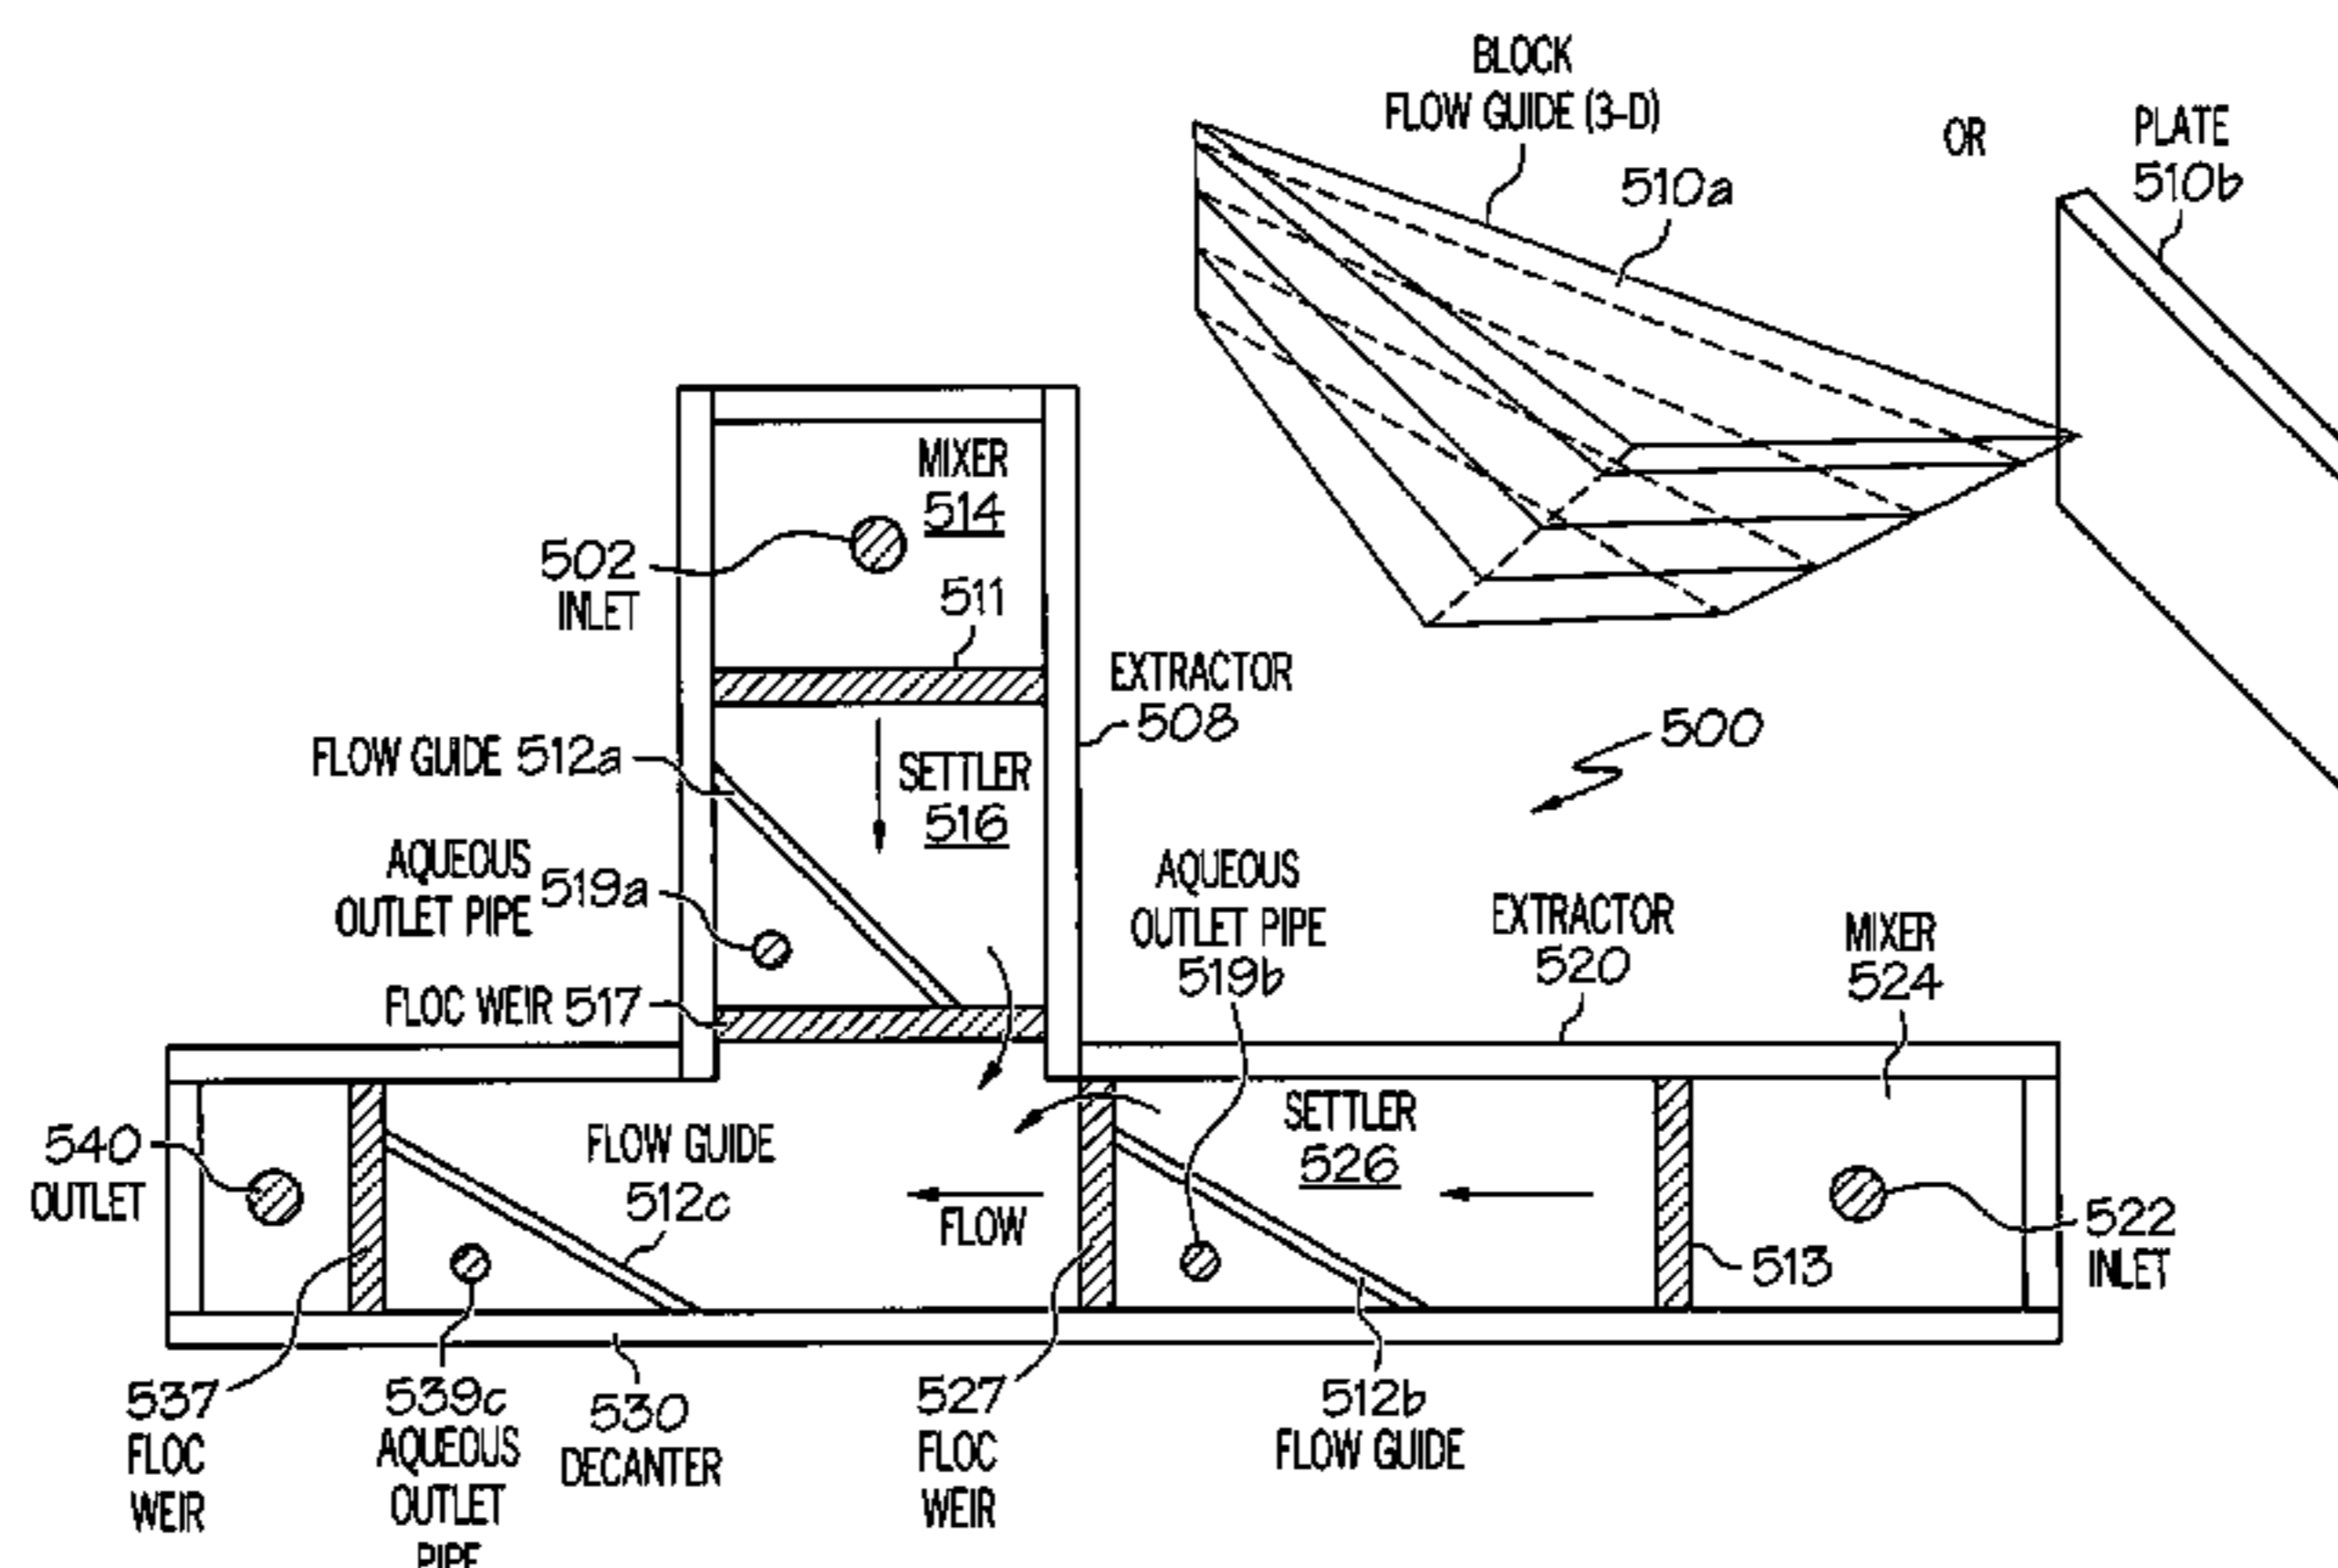 BLOCK
FLOW GUIDE (3-D)
510a
OR
PLATE
510b
MIXER
514
502
INLET
511
EXTRACTOR
508
500
FLOW GUIDE 512a
SETTLER
516
AQUEOUS
OUTLET PIPE 519a
AQUEOUS
OUTLET PIPE
519b
EXTRACTOR
520
MIXER
524
FLOC WEIR 517
540
OUTLET
FLOW GUIDE
512c
FLOW
SETTLER
526
513
522
INLET
537
FLOC
WEIR
539c
AQUEOUS
OUTLET
PIPE
530
DECANTER
527
FLOC
WEIR
512b
FLOW GUIDE